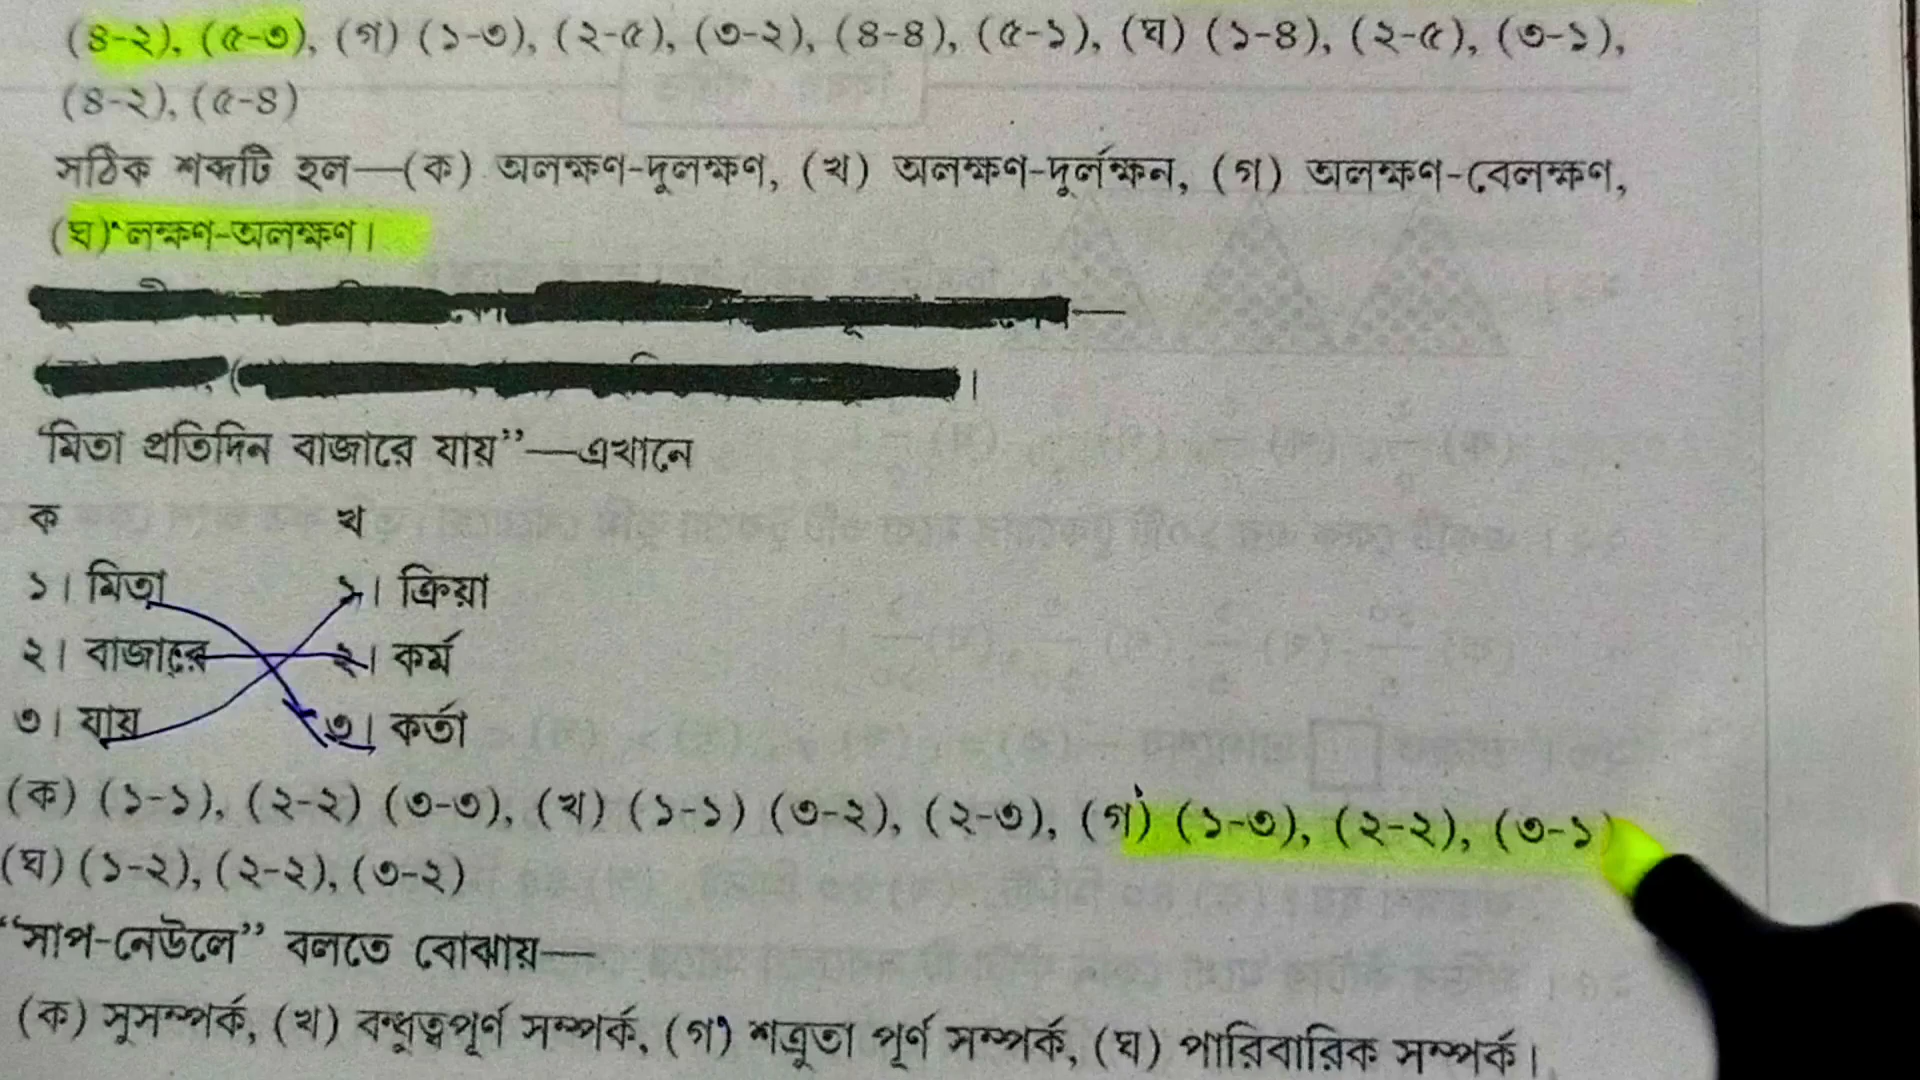 (৪-২), (৫-৩), (গ) (১-৩), (২-৫), (৩-২), (৪-৪), (৫-১), (ঘ) (১-৪), (২-৫), (৩-১),
(৪-২), (৫-৪)
সঠিক শব্দটি হল—(ক) অলক্ষণ-দুলক্ষণ, (খ) অলক্ষণ-দুর্লক্ষন, (গ) অলক্ষণ-বেলক্ষণ,
(ঘ) লক্ষণ-অলক্ষণ।
“মিতা প্রতিদিন বাজারে যায়”—এখানে
ক খ
১। মিতা ১। ক্রিয়া
২। বাজারে ২। কর্ম
৩। যায় ৩। কর্তা
(ক) (১-১), (২-২) (৩-৩), (খ) (১-১) (৩-২), (২-৩), (গ) (১-৩), (২-২), (৩-১)
(ঘ) (১-২), (২-২), (৩-২)
“সাপ-নেউলে” বলতে বোঝায়—
(ক) সুসম্পর্ক, (খ) বন্ধুত্বপূর্ণ সম্পর্ক, (গ) শত্রুতা পূর্ণ সম্পর্ক, (ঘ) পারিবারিক সম্পর্ক।